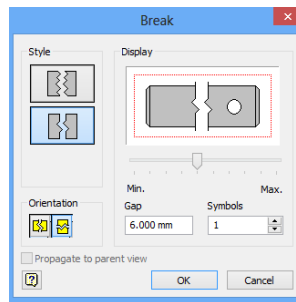 Break
Style
Display
Min.
Max.
Orientation
Gap
Symbols
6.000 mm
1
Propagate to parent view
OK
Cancel